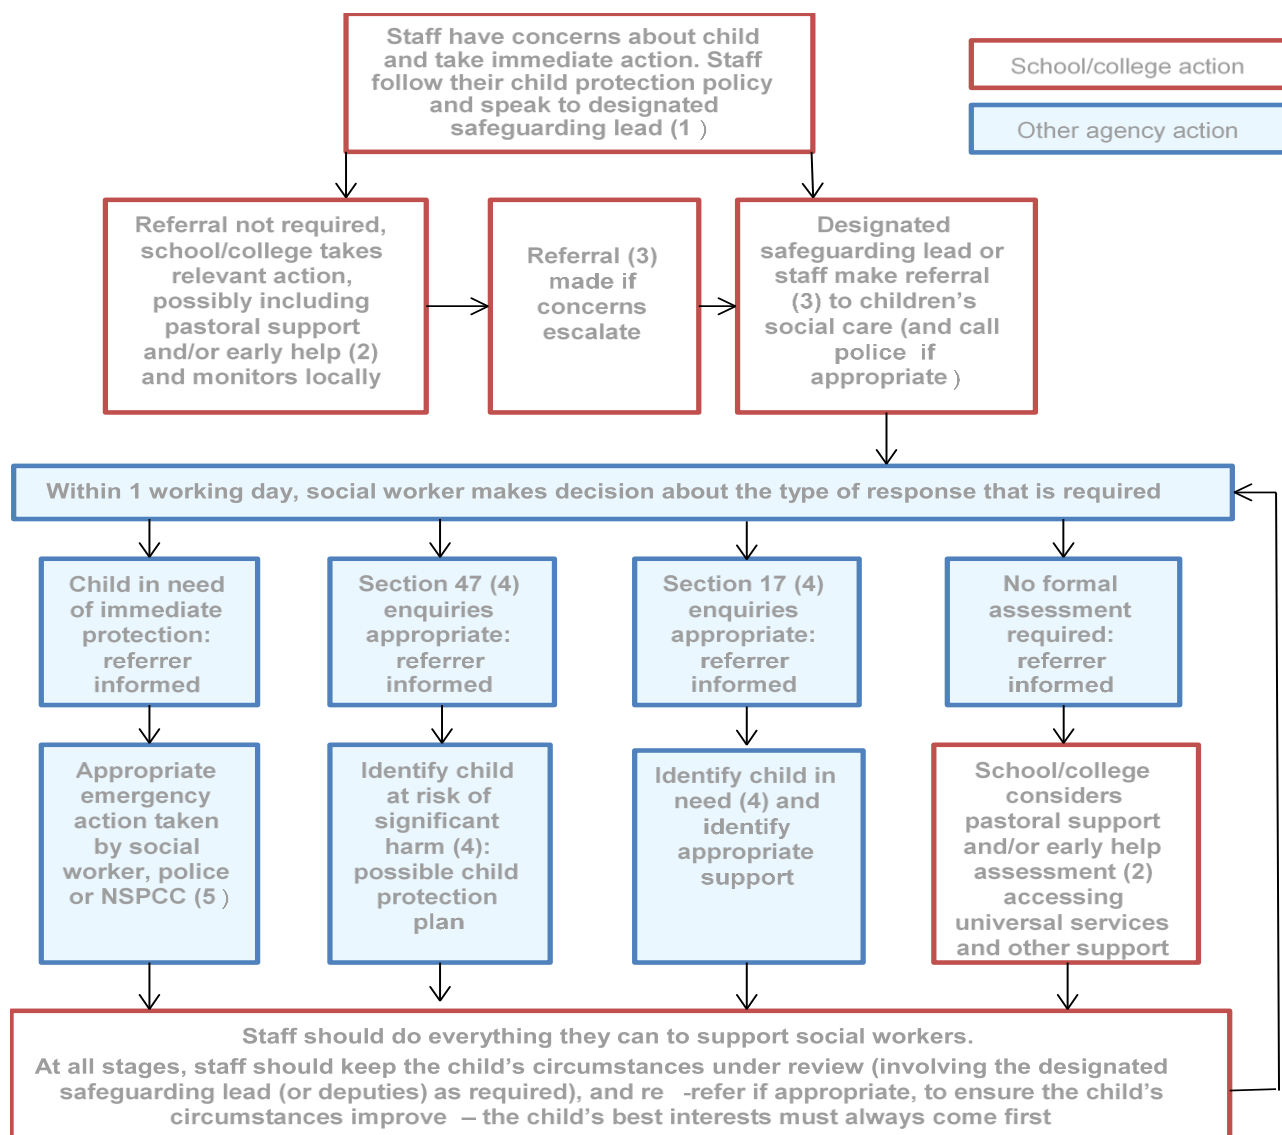 Staff have concerns about child
and take immediate action. Staff
follow their child protection policy
and speak to designated
safeguarding lead (1 )
School/college action
Other agency action
Referral not required,
school/college takes
relevant action,
possibly including
pastoral support
and/or early help (2)
and monitors locally
Referral (3)
made if
concerns
escalate
Designated
safeguarding lead or
staff make referral
(3) to children’s
social care (and call
police if
appropriate )
Within 1 working day, social worker makes decision about the type of response that is required
Child in need
of immediate
protection:
referrer
informed
Section 47 (4)
enquiries
appropriate:
referrer
informed
Section 17 (4)
enquiries
appropriate:
referrer
informed
No formal
assessment
required:
referrer
informed
Appropriate
emergency
action taken
by social
worker, police
or NSPCC (5 )
Identify child
at risk of
significant
harm (4):
possible child
protection
plan
Identify child in
need (4) and
identify
appropriate
support
School/college
considers
pastoral support
and/or early help
assessment (2)
accessing
universal services
and other support
Staff should do everything they can to support social workers.
At all stages, staff should keep the child’s circumstances under review (involving the designated
safeguarding lead (or deputies) as required), and re -refer if appropriate, to ensure the child’s
circumstances improve – the child’s best interests must always come first